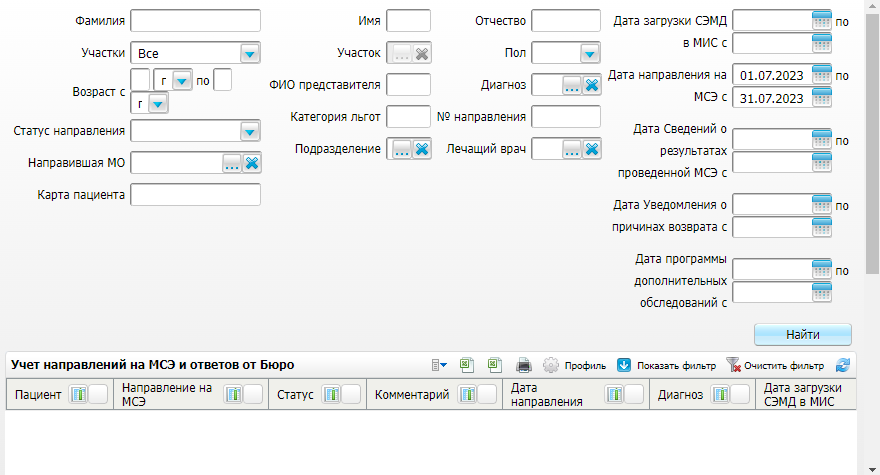 Фамилия
Имя
Отчество
Дата загрузки СЭМД
в МИС с
по
Участки
Все
Участок
...
Пол
Возраст с
г
по
г
ФИО представителя
Диагноз
...
Дата направления на
МСЭ с
01.07.2023
по
31.07.2023
Категория льгот
№ направления
Статус направления
Дата Сведений о
результатах
проведенной МСЭ с
по
Подразделение
...
Лечащий врач
...
Направившая МО
...
Карта пациента
Дата Уведомления о
причинах возврата с
по
Дата программы
дополнительных
обследований с
по
Найти
Учет направлений на МСЭ и ответов от Бюро
Профиль
Показать фильтр
Очистить фильтр
Пациент
Направление на
МСЭ
Статус
Комментарий
Дата
направления
Диагноз
Дата загрузки
СЭМД в МИС